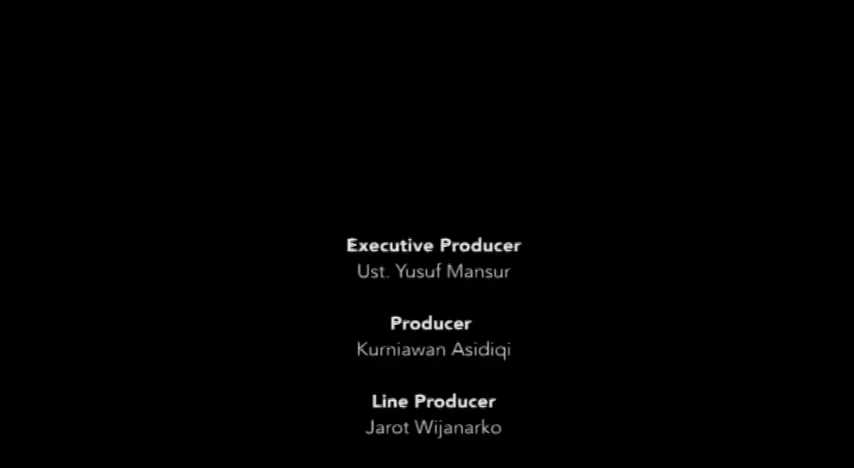 Executive Producer
Ust. Yusuf Mansur
Producer
Kurniawan Asidiqi
Line Producer
Jarot Wijanarko